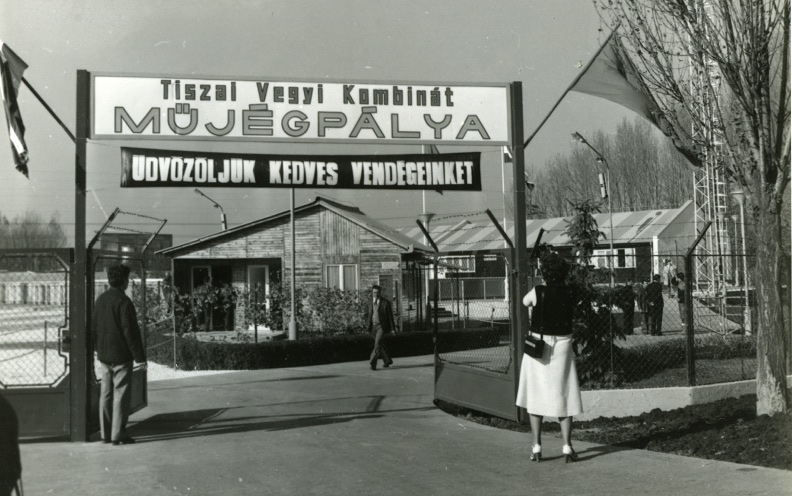 Tiszai Vegyi Kombinát
MŰJÉGPÁLYA
ÜDVÖZÖLJÜK KEDVES VENDÉGEINKET